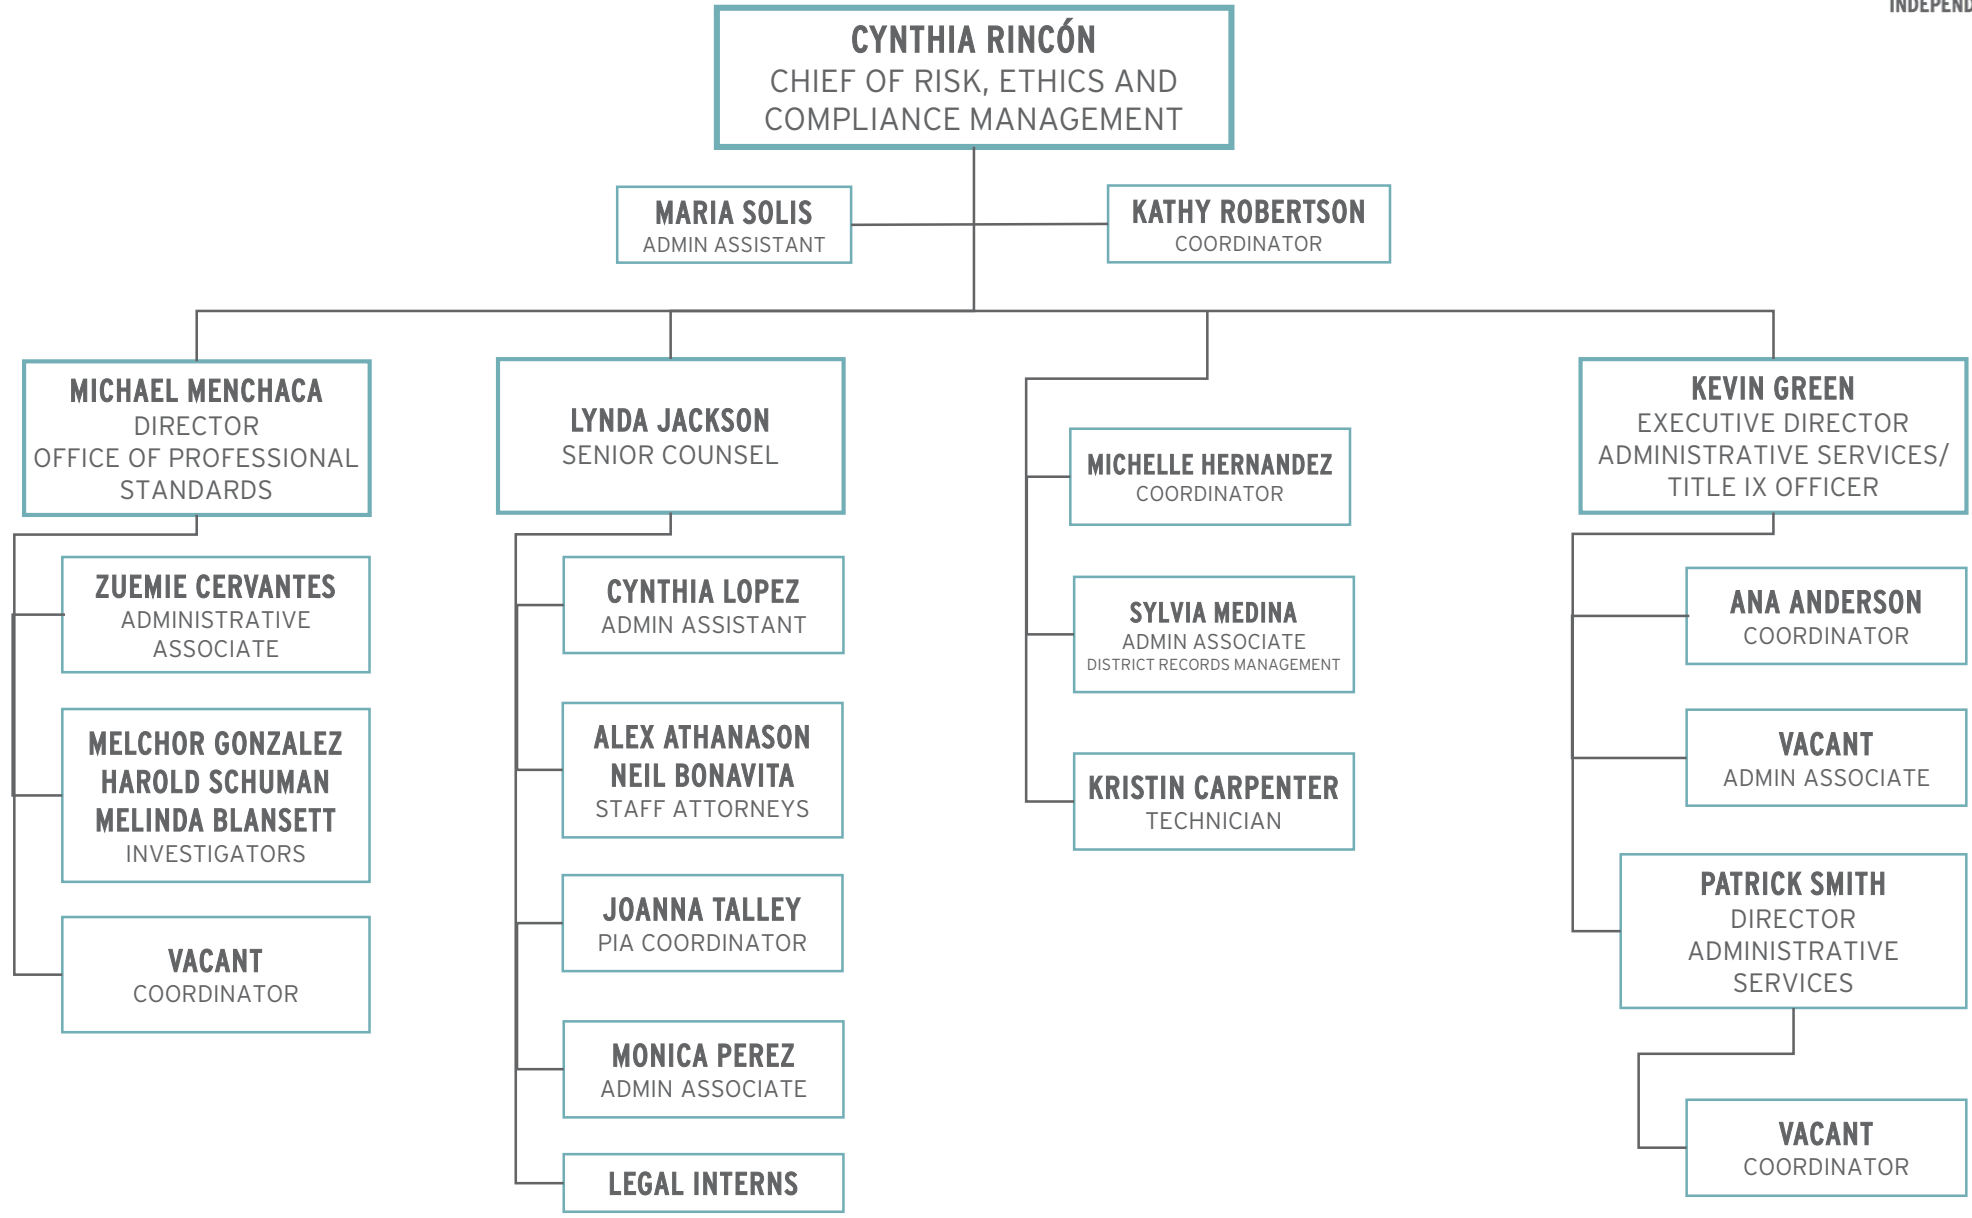 INDEPEND
CYNTHIA RINCÓN
CHIEF OF RISK, ETHICS AND
COMPLIANCE MANAGEMENT
MARIA SOLIS
ADMIN ASSISTANT
KATHY ROBERTSON
COORDINATOR
MICHAEL MENCHACA
DIRECTOR
OFFICE OF PROFESSIONAL
STANDARDS
ZUEMIE CERVANTES
ADMINISTRATIVE
ASSOCIATE
MELCHOR GONZALEZ
HAROLD SCHUMAN
MELINDA BLANSETT
INVESTIGATORS
VACANT
COORDINATOR
LYNDA JACKSON
SENIOR COUNSEL
CYNTHIA LOPEZ
ADMIN ASSISTANT
ALEX ATHANASON
NEIL BONAVITA
STAFF ATTORNEYS
JOANNA TALLEY
PIA COORDINATOR
MONICA PEREZ
ADMIN ASSOCIATE
LEGAL INTERNS
MICHELLE HERNANDEZ
COORDINATOR
SYLVIA MEDINA
ADMIN ASSOCIATE
DISTRICT RECORDS MANAGEMENT
KRISTIN CARPENTER
TECHNICIAN
KEVIN GREEN
EXECUTIVE DIRECTOR
ADMINISTRATIVE SERVICES/
TITLE IX OFFICER
ANA ANDERSON
COORDINATOR
VACANT
ADMIN ASSOCIATE
PATRICK SMITH
DIRECTOR
ADMINISTRATIVE
SERVICES
VACANT
COORDINATOR